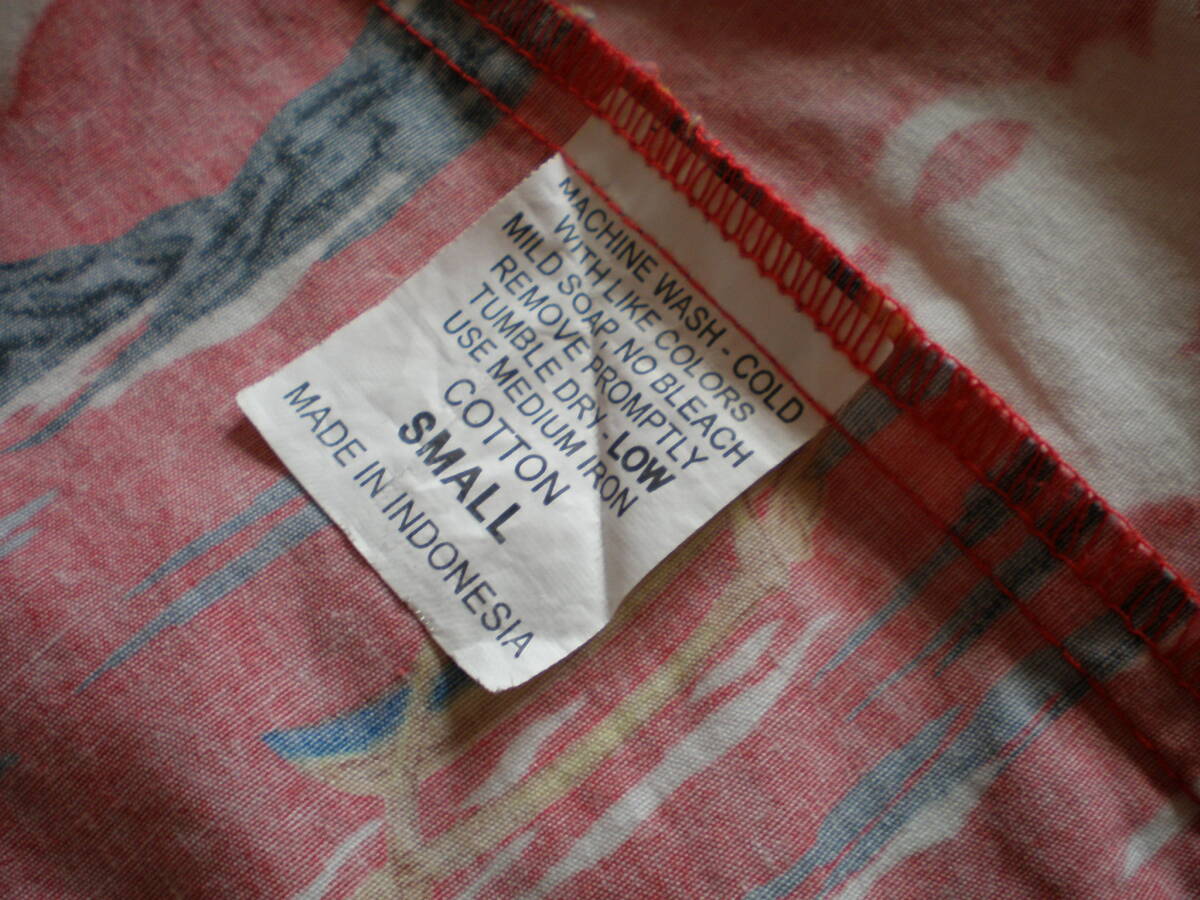 MACHINE WASH - COLD
WITH LIKE COLORS
MILD SOAP, NO BLEACH
REMOVE PROMPTLY
TUMBLE DRY - LOW
USE MEDIUM IRON
COTTON
SMALL
MADE IN INDONESIA